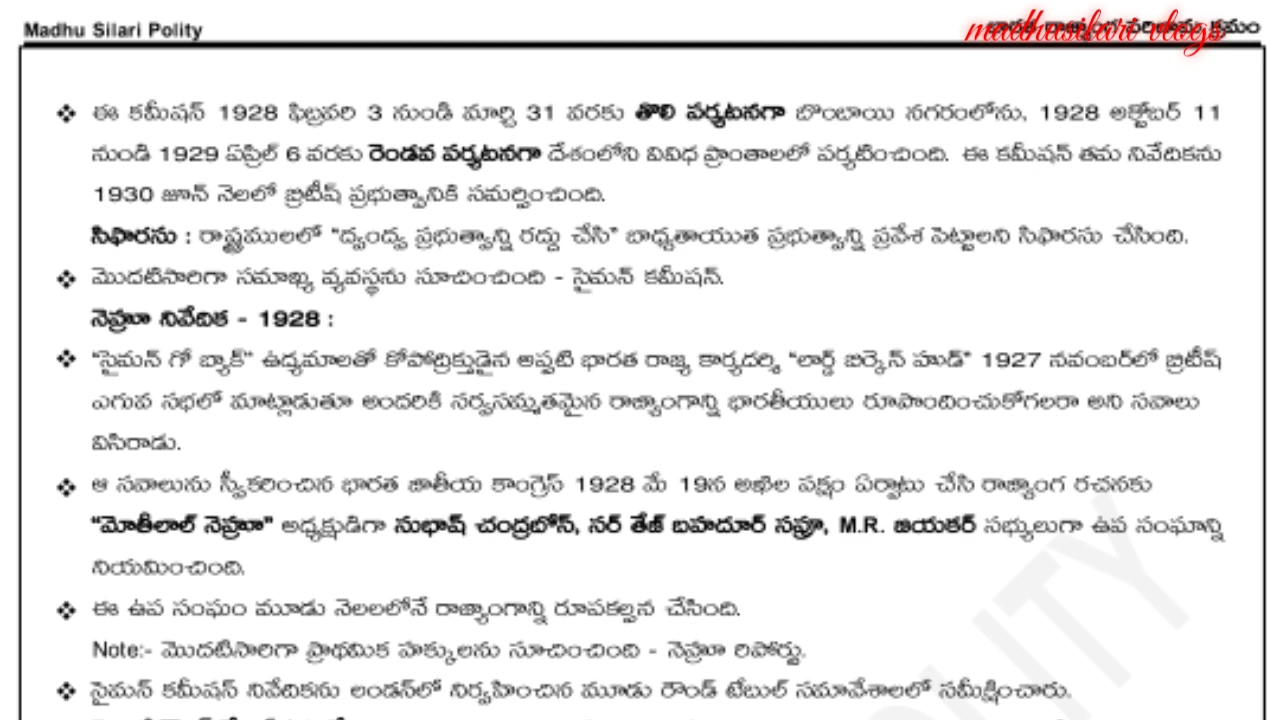 Madhu Silari Polity
madhusilari vlogs
❖ ఈ కమీషన్ 1928 ఫిబ్రవరి 3 నుండి మార్చి 31 వరకు తొలి పర్యటనగా బొంబాయి నగరంలోను, 1928 అక్టోబర్ 11
నుండి 1929 ఏప్రిల్ 6 వరకు రెండవ పర్యటనగా దేశంలోని వివిధ ప్రాంతాలలో పర్యటించింది. ఈ కమీషన్ తమ నివేదికను
1930 జూన్ నెలలో బ్రిటీష్ ప్రభుత్వానికి సమర్పించింది.
సిఫారసు : రాష్ట్రములలో "ద్వంద్వ ప్రభుత్వాన్ని రద్దు చేసి" బాధ్యతాయుత ప్రభుత్వాన్ని ప్రవేశ పెట్టాలని సిఫారసు చేసింది.
❖ మొదటిసారిగా సమాఖ్య వ్యవస్థను సూచించింది - సైమన్ కమీషన్.
నెహ్రూ నివేదిక - 1928 :
❖ "సైమన్ గో బ్యాక్" ఉద్యమాలతో కోపోద్రిక్తుడైన అప్పటి భారత రాజ్య కార్యదర్శి "లార్డ్ బిర్కెన్ హుడ్" 1927 నవంబర్‌లో బ్రిటీష్
ఎగువ సభలో మాట్లాడుతూ అందరికి సర్వసమ్మతమైన రాజ్యాంగాన్ని భారతీయులు రూపొందించుకోగలరా అని సవాలు
విసిరాడు.
❖ ఆ సవాలును స్వీకరించిన భారత జాతీయ కాంగ్రెస్ 1928 మే 19న అఖిల పక్షం ఏర్పాటు చేసి రాజ్యాంగ రచనకు
"మోతీలాల్ నెహ్రూ" అధ్యక్షుడిగా సుభాష్ చంద్రబోస్, సర్ తేజ్ బహదూర్ సప్రూ, M.R. జయకర్ సభ్యులుగా ఉప సంఘాన్ని
నియమించింది.
❖ ఈ ఉప సంఘం మూడు నెలలలోనే రాజ్యాంగాన్ని రూపకల్పన చేసింది.
Note:- మొదటిసారిగా ప్రాథమిక హక్కులను సూచించింది - నెహ్రూ రిపోర్టు.
❖ సైమన్ కమీషన్ నివేదికను లండన్‌లో నిర్వహించిన మూడు రౌండ్ టేబుల్ సమావేశాలలో సమీక్షించారు.